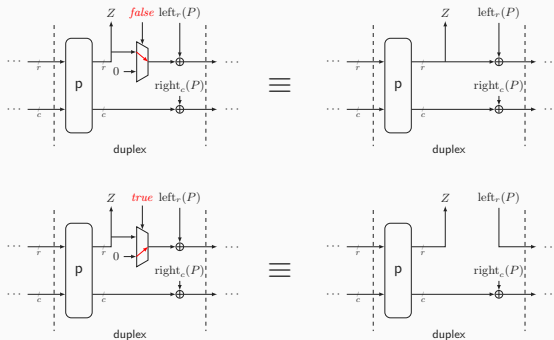 Z false left_r(P)
··· r p r 0 ⊕ ···
right_c(P)
··· c c ⊕ ···
duplex
≡
Z left_r(P)
··· r p r ⊕ ···
right_c(P)
··· c c ⊕ ···
duplex
Z true left_r(P)
··· r p r 0 ⊕ ···
right_c(P)
··· c c ⊕ ···
duplex
≡
Z left_r(P)
··· r p r ···
right_c(P)
··· c c ⊕ ···
duplex